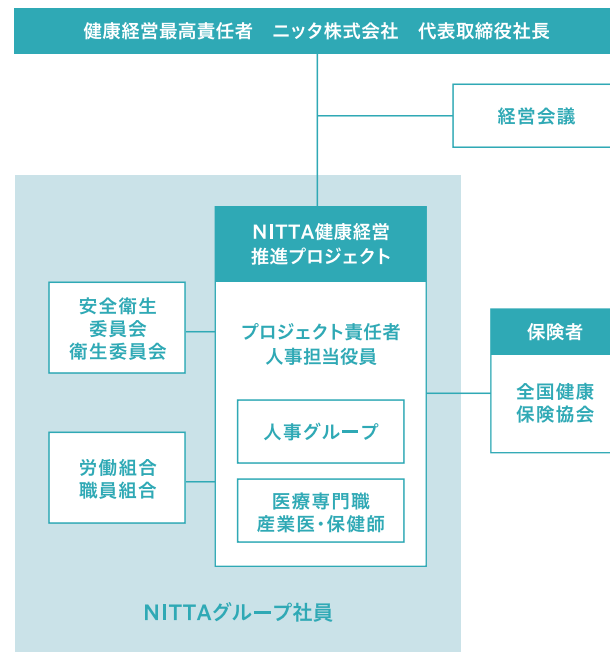 健康経営最高責任者 ニッタ株式会社 代表取締役社長
経営会議
NITTA健康経営
推進プロジェクト
安全衛生
委員会
衛生委員会
プロジェクト責任者
人事担当役員
保険者
全国健康
保険協会
人事グループ
労働組合
職員組合
医療専門職
産業医・保健師
NITTAグループ社員